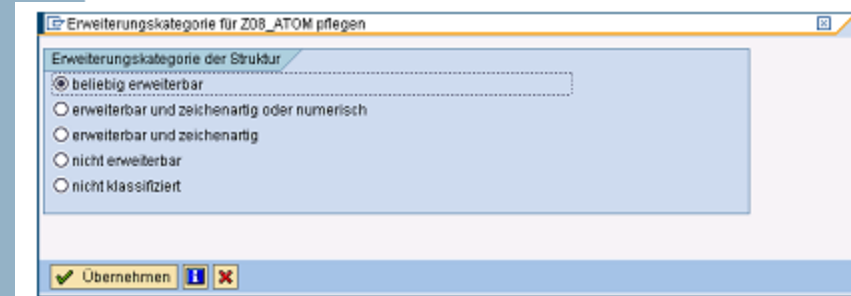 Erweiterungskategorie für Z08_ATOM pflegen
Erweiterungskategorie der Struktur
beliebig erweiterbar
erweiterbar und zeichenartig oder numerisch
erweiterbar und zeichenartig
nicht erweiterbar
nicht klassifiziert
Übernehmen